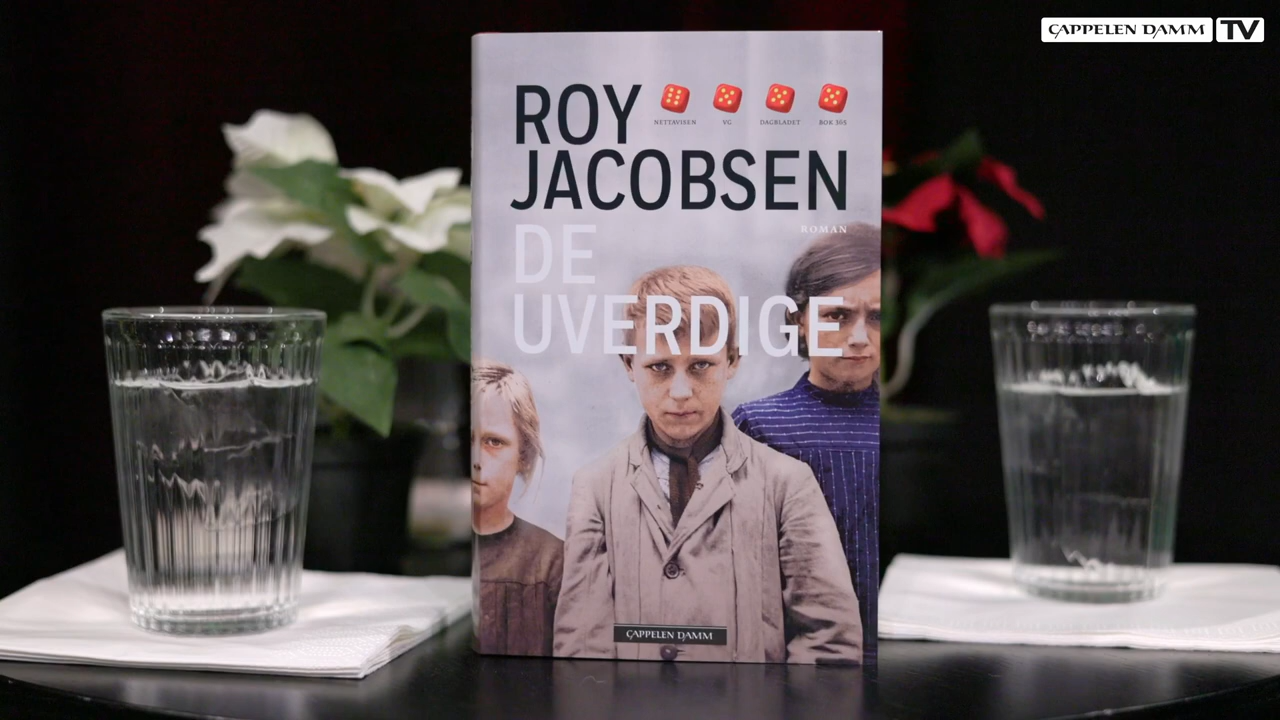 CAPPELEN DAMM TV
ROY
JACOBSEN
NETTAVISEN VG DAGBLADET BOK 365
ROMAN
DE
UVERDIGE
CAPPELEN DAMM